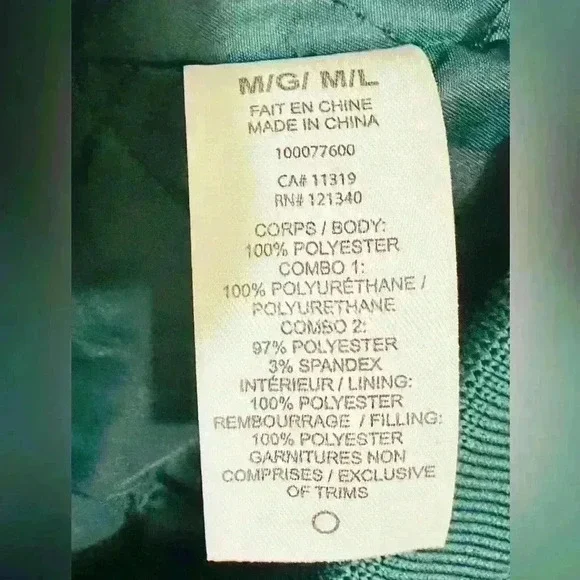 M/G/ M/L
FAIT EN CHINE
MADE IN CHINA
100077600
CA# 11319
RN# 121340
CORPS / BODY:
100% POLYESTER
COMBO 1:
100% POLYURÉTHANE /
POLYURETHANE
COMBO 2:
97% POLYESTER
3% SPANDEX
INTÉRIEUR / LINING:
100% POLYESTER
REMBOURRAGE / FILLING:
100% POLYESTER
GARNITURES NON
COMPRISES / EXCLUSIVE
OF TRIMS